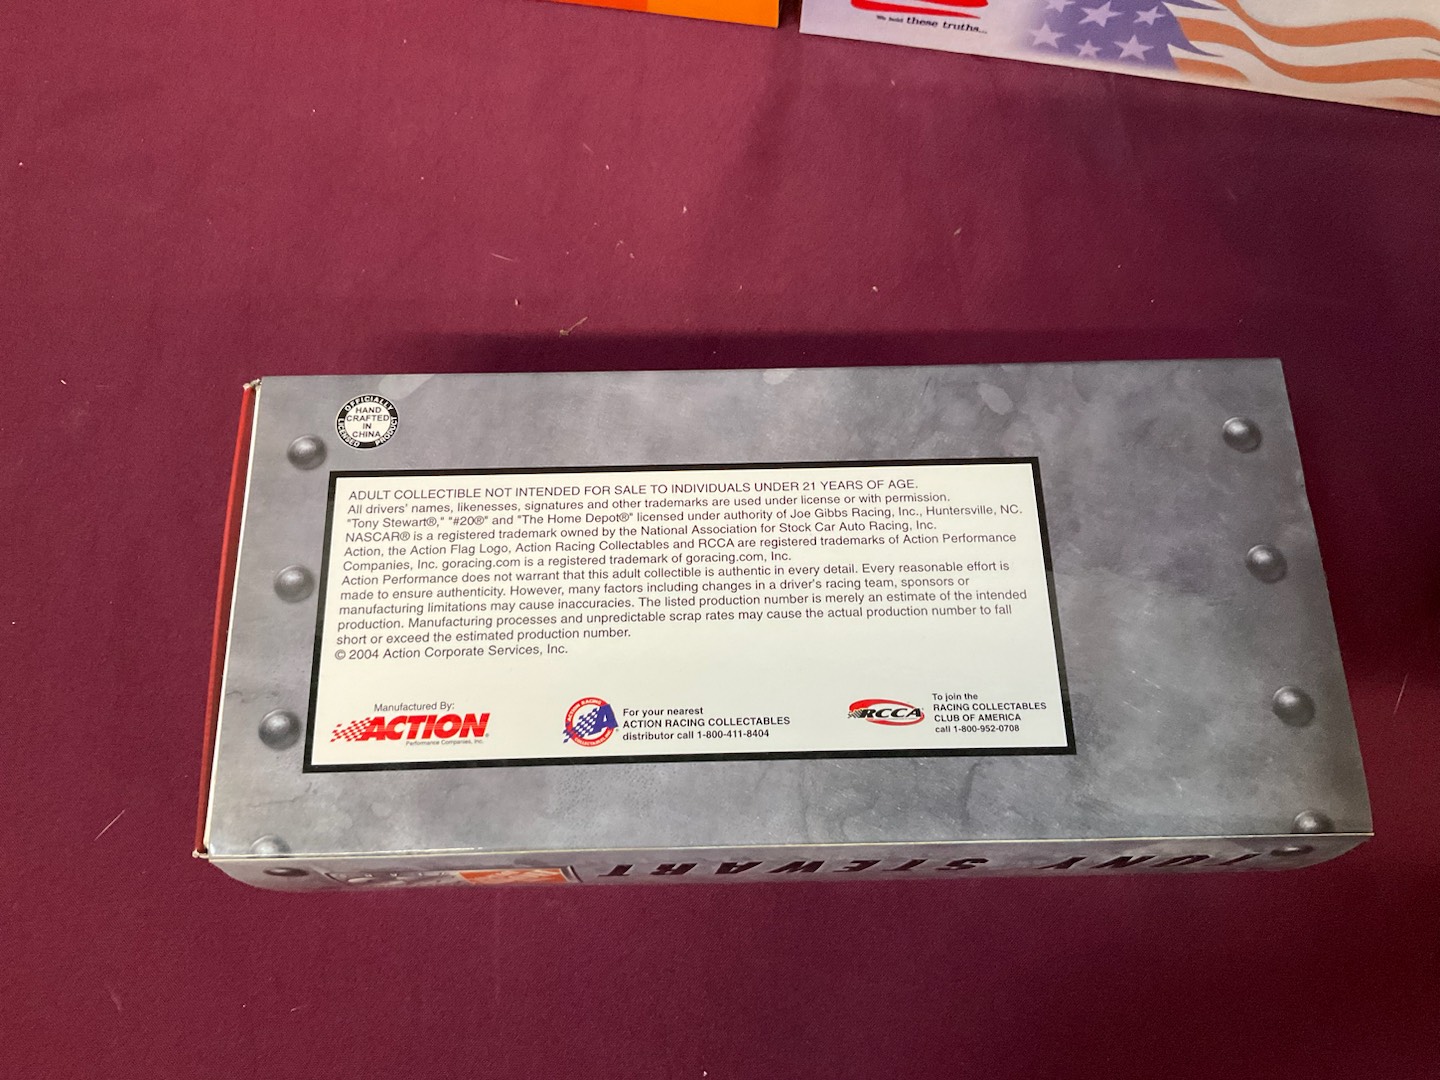 We hold these truths...
OFFICIALLY LICENSED PRODUCT
HAND
CRAFTED
IN
CHINA
ADULT COLLECTIBLE NOT INTENDED FOR SALE TO INDIVIDUALS UNDER 21 YEARS OF AGE.
All drivers' names, likenesses, signatures and other trademarks are used under license or with permission.
"Tony Stewart®," "#20®" and "The Home Depot®" licensed under authority of Joe Gibbs Racing, Inc., Huntersville, NC.
NASCAR® is a registered trademark owned by the National Association for Stock Car Auto Racing, Inc.
Action, the Action Flag Logo, Action Racing Collectables and RCCA are registered trademarks of Action Performance
Companies, Inc. goracing.com is a registered trademark of goracing.com, Inc.
Action Performance does not warrant that this adult collectible is authentic in every detail. Every reasonable effort is
made to ensure authenticity. However, many factors including changes in a driver's racing team, sponsors or
manufacturing limitations may cause inaccuracies. The listed production number is merely an estimate of the intended
production. Manufacturing processes and unpredictable scrap rates may cause the actual production number to fall
short or exceed the estimated production number.
© 2004 Action Corporate Services, Inc.
Manufactured By:
ACTION®
Performance Companies, Inc.
For your nearest
ACTION RACING COLLECTABLES
distributor call 1-800-411-8404
RCCA
To join the
RACING COLLECTABLES
CLUB OF AMERICA
call 1-800-952-0708
TONY STEWART